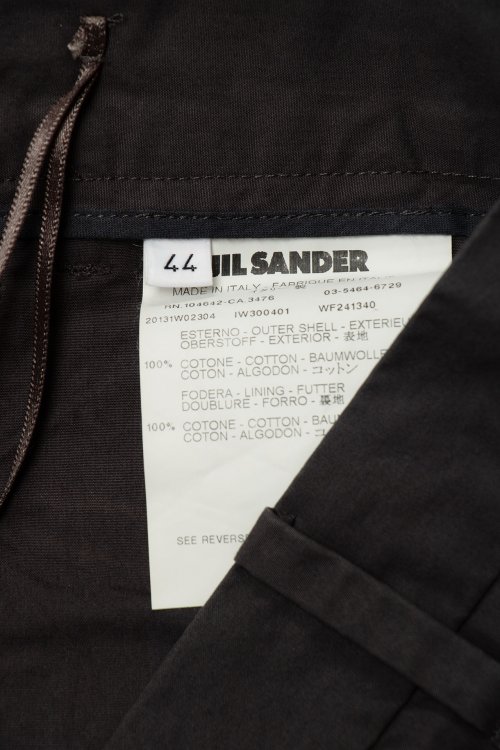 44
JIL SANDER
MADE IN ITALY
RN.104642-CA.3476 03-5464-6729
20131W02304 IW300401 WF241340
ESTERNO - OUTER SHELL - EXTERIEUR
OBERSTOFF - EXTERIOR - 表地
100% COTONE - COTTON - BAUMWOLLE
COTON - ALGODON - コットン
FODERA - LINING - FUTTER
DOUBLURE - FORRO - 裏地
100% COTONE - COTTON -
COTON - ALGODON -
SEE REVERSE